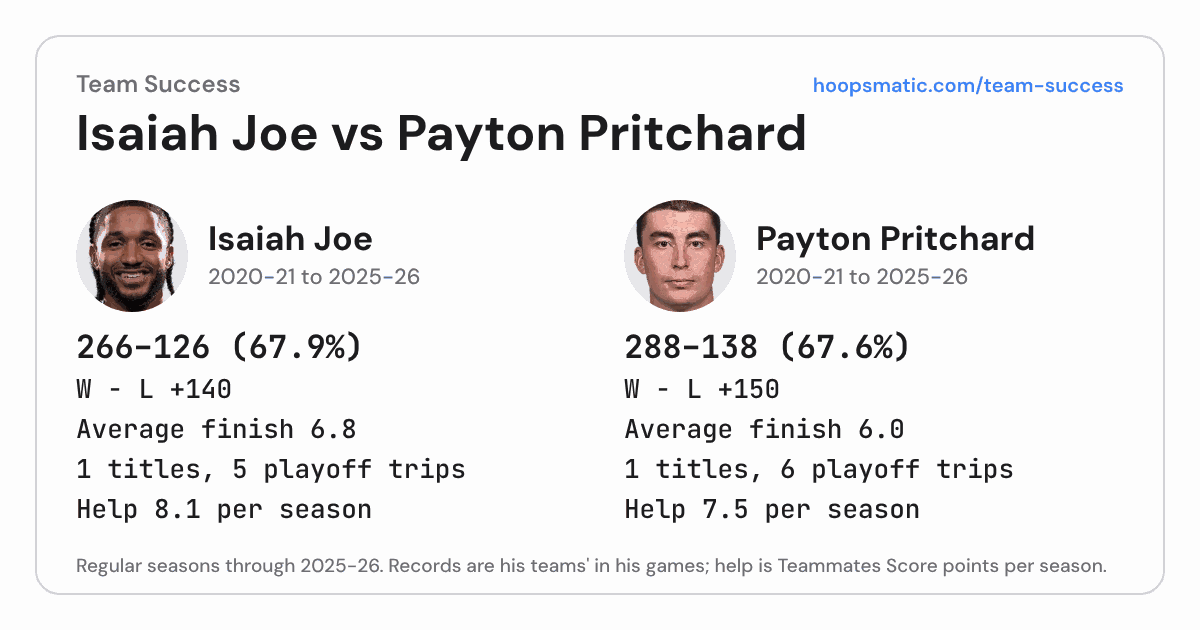 Team Success
hoopsmatic.com/team-success
Isaiah Joe vs Payton Pritchard
Isaiah Joe
2020-21 to 2025-26
266-126 (67.9%)
W - L +140
Average finish 6.8
1 titles, 5 playoff trips
Help 8.1 per season
Payton Pritchard
2020-21 to 2025-26
288-138 (67.6%)
W - L +150
Average finish 6.0
1 titles, 6 playoff trips
Help 7.5 per season
Regular seasons through 2025-26. Records are his teams' in his games; help is Teammates Score points per season.